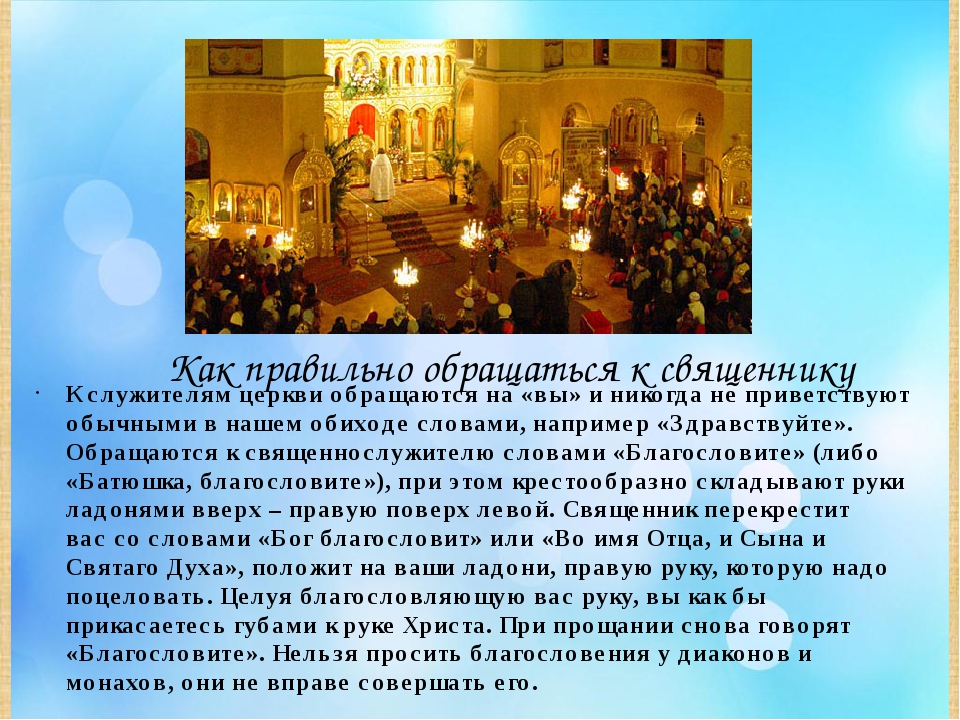 Как правильно обращаться к священнику
· К служителям церкви обращаются на «вы» и никогда не приветствуют
обычными в нашем обиходе словами, например «Здравствуйте».
Обращаются к священнослужителю словами «Благословите» (либо
«Батюшка, благословите»), при этом крестообразно складывают руки
ладонями вверх – правую поверх левой. Священник перекрестит
вас со словами «Бог благословит» или «Во имя Отца, и Сына и
Святаго Духа», положит на ваши ладони, правую руку, которую надо
поцеловать. Целуя благословляющую вас руку, вы как бы
прикасаетесь губами к руке Христа. При прощании снова говорят
«Благословите». Нельзя просить благословения у диаконов и
монахов, они не вправе совершать его.